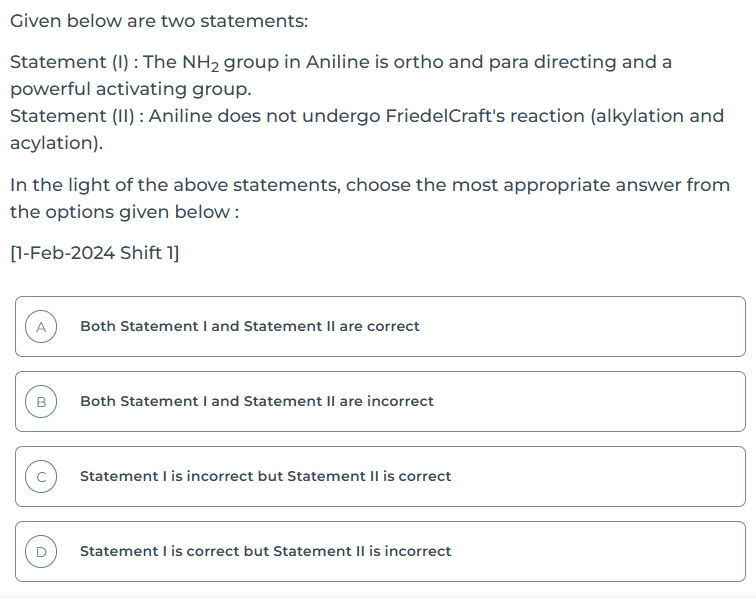 Given below are two statements:
Statement (I) : The NH₂ group in Aniline is ortho and para directing and a
powerful activating group.
Statement (II) : Aniline does not undergo FriedelCraft's reaction (alkylation and
acylation).
In the light of the above statements, choose the most appropriate answer from
the options given below :
[1-Feb-2024 Shift 1]
A Both Statement I and Statement II are correct
B Both Statement I and Statement II are incorrect
C Statement I is incorrect but Statement II is correct
D Statement I is correct but Statement II is incorrect